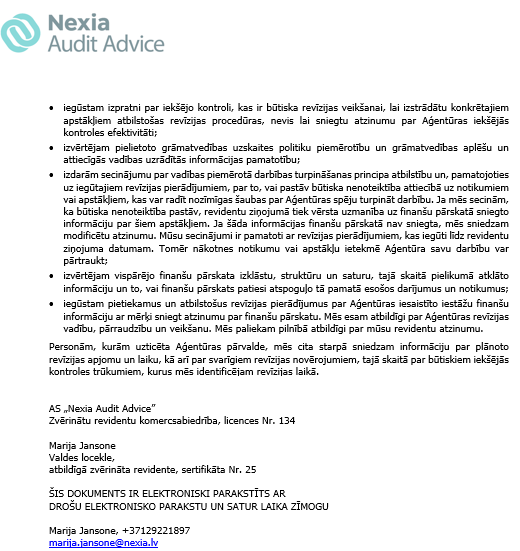 Nexia
Audit Advice
• iegūstam izpratni par iekšējo kontroli, kas ir būtiska revīzijas veikšanai, lai izstrādātu konkrētajiem
apstākļiem atbilstošas revīzijas procedūras, nevis lai sniegtu atzinumu par Aģentūras iekšējās
kontroles efektivitāti;
• izvērtējam pielietoto grāmatvedības uzskaites politiku piemērotību un grāmatvedības aplēšu un
attiecīgās vadības uzrādītās informācijas pamatotību;
• izdarām secinājumu par vadības piemērotā darbības turpināšanas principa atbilstību un, pamatojoties
uz iegūtajiem revīzijas pierādījumiem, par to, vai pastāv būtiska nenoteiktība attiecībā uz notikumiem
vai apstākļiem, kas var radīt nozīmīgas šaubas par Aģentūras spēju turpināt darbību. Ja mēs secinām,
ka būtiska nenoteiktība pastāv, revidentu ziņojumā tiek vērsta uzmanība uz finanšu pārskatā sniegto
informāciju par šiem apstākļiem. Ja šāda informācijas finanšu pārskatā nav sniegta, mēs sniedzam
modificētu atzinumu. Mūsu secinājumi ir pamatoti ar revīzijas pierādījumiem, kas iegūti līdz revidentu
ziņojuma datumam. Tomēr nākotnes notikumu vai apstākļu ietekmē Aģentūra savu darbību var
pārtraukt;
• izvērtējam vispārējo finanšu pārskata izklāstu, struktūru un saturu, tajā skaitā pielikumā atklāto
informāciju un to, vai finanšu pārskats patiesi atspoguļo tā pamatā esošos darījumus un notikumus;
• iegūstam pietiekamus un atbilstošus revīzijas pierādījumus par Aģentūras iesaistīto iestāžu finanšu
informāciju ar mērķi sniegt atzinumu par finanšu pārskatu. Mēs esam atbildīgi par Aģentūras revīzijas
vadību, pārraudzību un veikšanu. Mēs paliekam pilnībā atbildīgi par mūsu revidentu atzinumu.
Personām, kurām uzticēta Aģentūras pārvalde, mēs cita starpā sniedzam informāciju par plānoto
revīzijas apjomu un laiku, kā arī par svarīgiem revīzijas novērojumiem, tajā skaitā par būtiskiem iekšējās
kontroles trūkumiem, kurus mēs identificējam revīzijas laikā.
AS „Nexia Audit Advice”
Zvērinātu revidentu komercsabiedrība, licences Nr. 134
Marija Jansone
Valdes locekle,
atbildīgā zvērināta revidente, sertifikāta Nr. 25
ŠIS DOKUMENTS IR ELEKTRONISKI PARAKSTĪTS AR
DROŠU ELEKTRONISKO PARAKSTU UN SATUR LAIKA ZĪMOGU
Marija Jansone, +37129221897
marija.jansone@nexia.lv